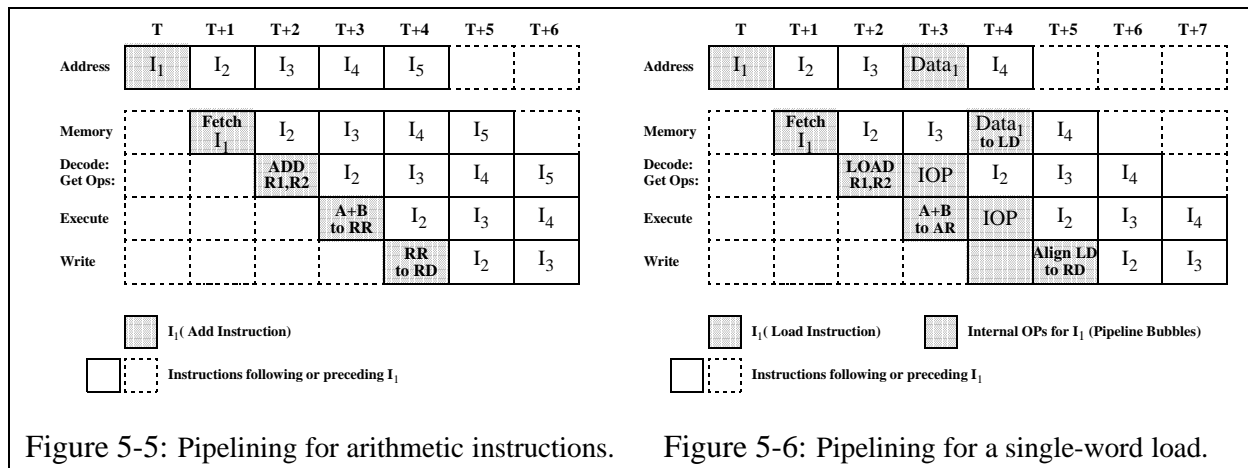 T T+1 T+2 T+3 T+4 T+5 T+6
Address I1 I2 I3 I4 I5
Memory Fetch I1 I2 I3 I4 I5
Decode: Get Ops: ADD R1,R2 I2 I3 I4 I5
Execute A+B to RR I2 I3 I4
Write RR to RD I2 I3
I1( Add Instruction)
Instructions following or preceding I1
Figure 5-5: Pipelining for arithmetic instructions.
T T+1 T+2 T+3 T+4 T+5 T+6 T+7
Address I1 I2 I3 Data1 I4
Memory Fetch I1 I2 I3 Data1 to LD I4
Decode: Get Ops: LOAD R1,R2 IOP I2 I3 I4
Execute A+B to AR IOP I2 I3 I4
Write Align LD to RD I2 I3
I1( Load Instruction) Internal OPs for I1 (Pipeline Bubbles)
Instructions following or preceding I1
Figure 5-6: Pipelining for a single-word load.